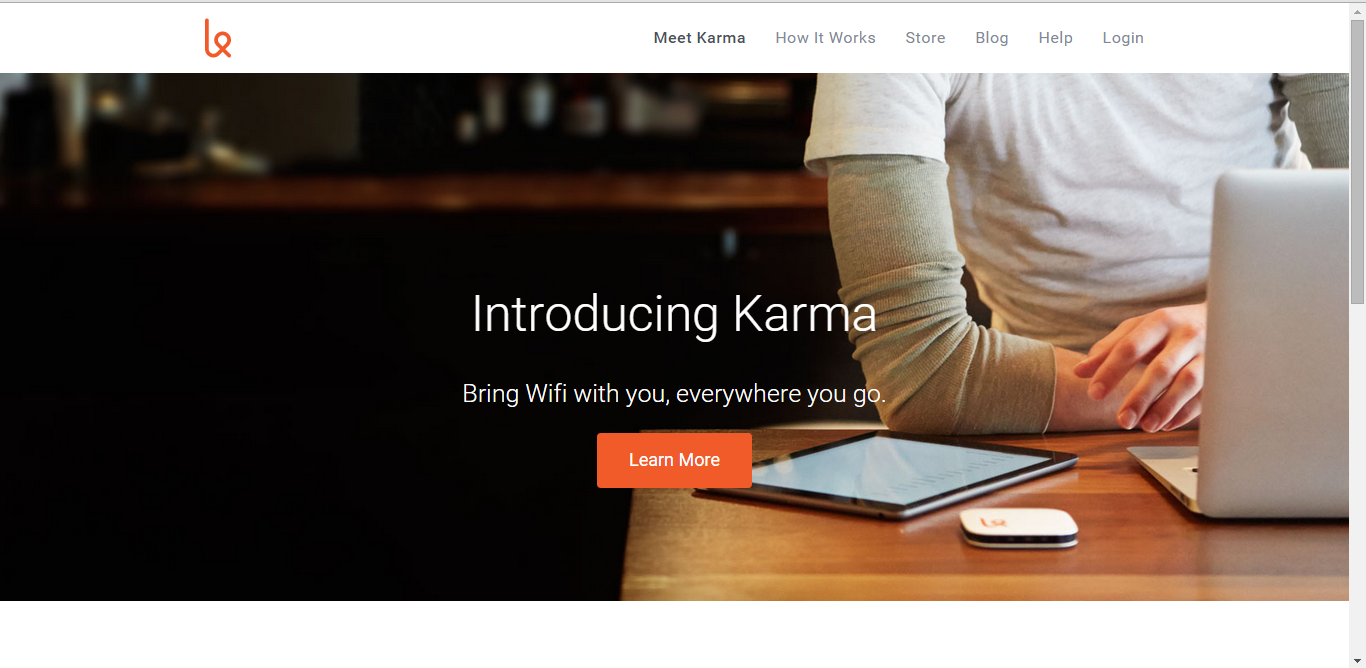 Meet Karma How It Works Store Blog Help Login
Introducing Karma
Bring Wifi with you, everywhere you go.
Learn More